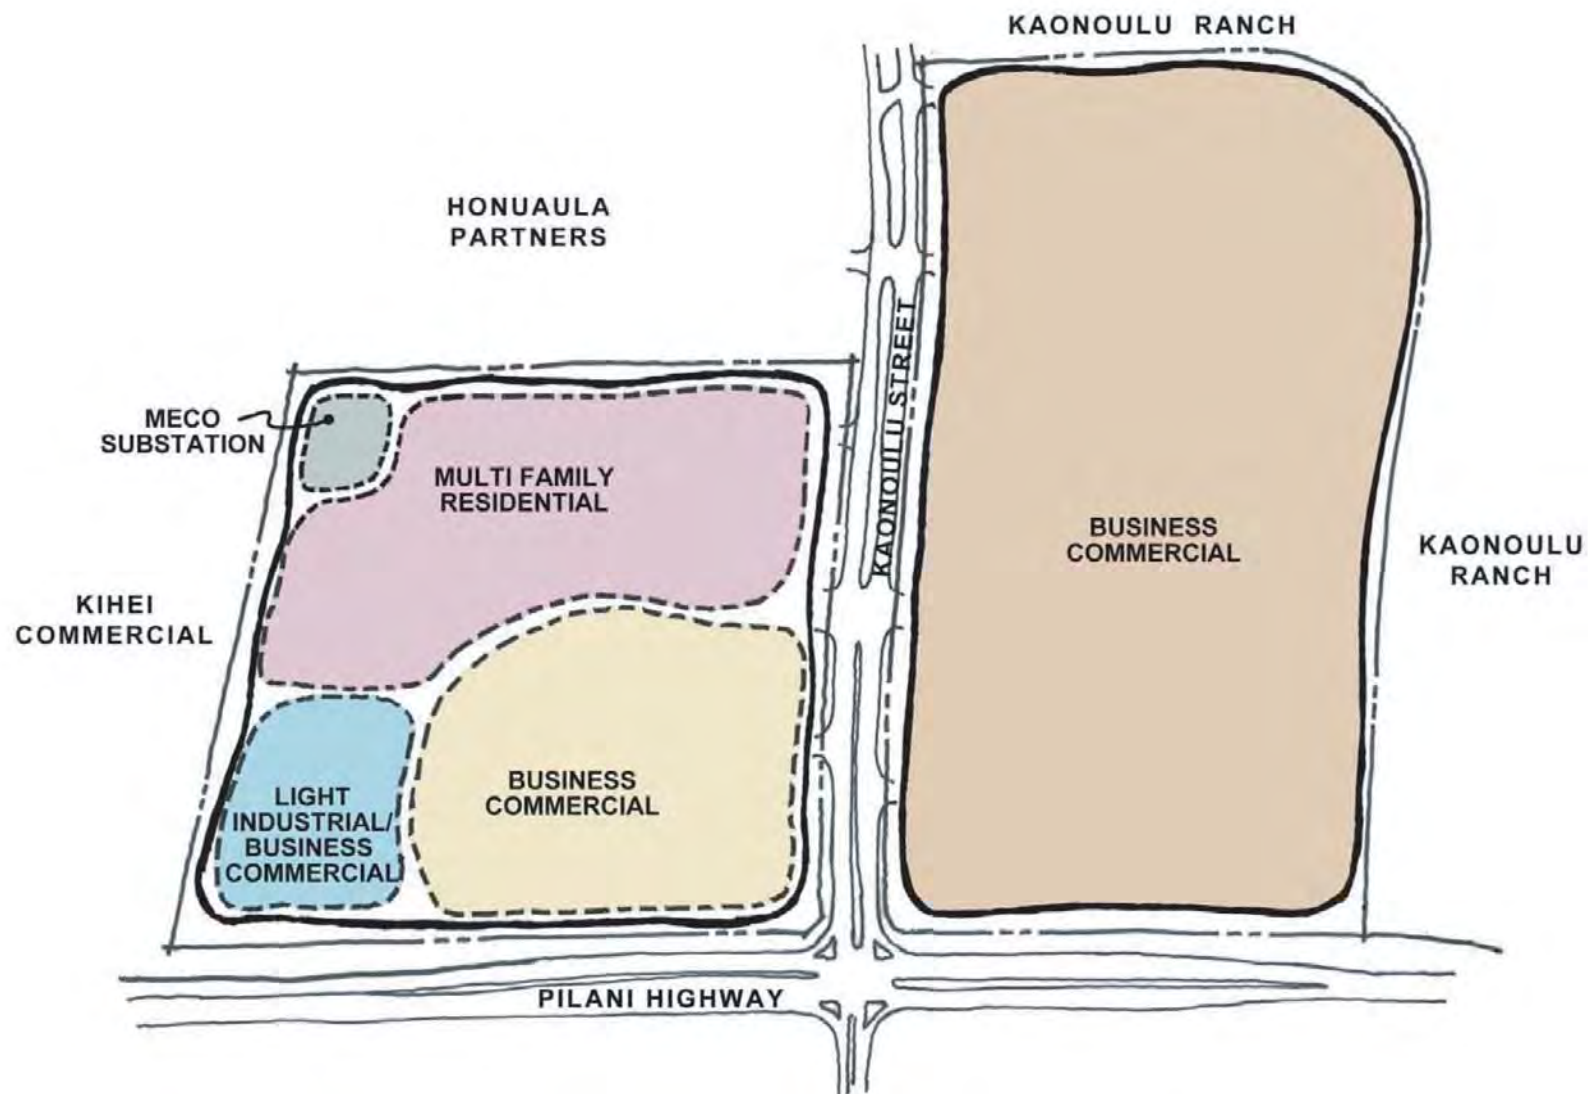 KAONOULU RANCH
HONUAULA
PARTNERS
KAONOULU STREET
MECO
SUBSTATION
MULTI FAMILY
RESIDENTIAL
BUSINESS
COMMERCIAL
KAONOULU
RANCH
KIHEI
COMMERCIAL
LIGHT
INDUSTRIAL/
BUSINESS
COMMERCIAL
BUSINESS
COMMERCIAL
PILANI HIGHWAY